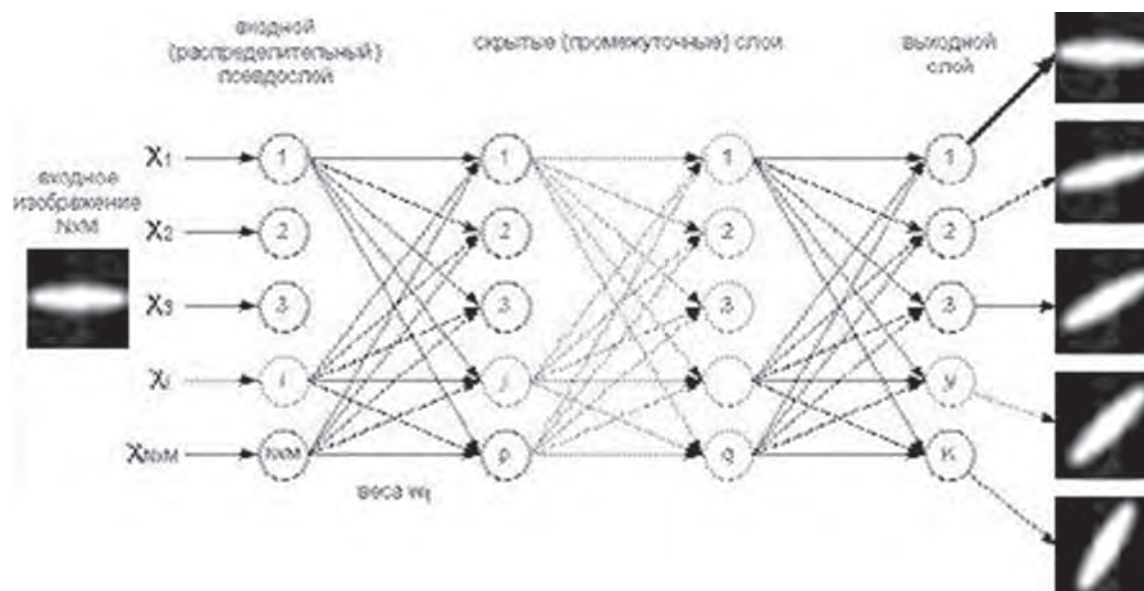 входной
(распределительный)
псевдослой
скрытые (промежуточные) слои
выходной
слой
входное
изображение
NxM
X1
X2
X3
Xi
XNxM
1
2
3
i
NxM
1
2
3
j
p
1
2
3
q
1
2
3
y
веса